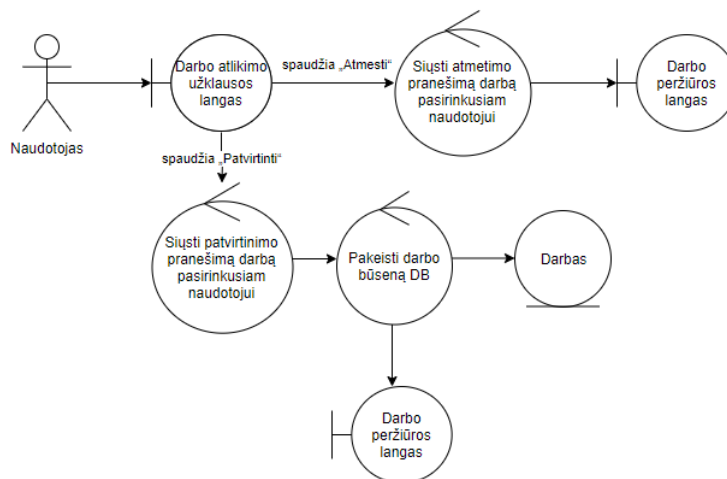 Naudotojas
Darbo atlikimo
užklausos
langas
spaudžia „Atmesti“
Siųsti atmetimo
pranešimą darbą
pasirinkusiam
naudotojui
Darbo
peržiūros
langas
spaudžia „Patvirtinti“
Siųsti patvirtinimo
pranešimą darbą
pasirinkusiam
naudotojui
Pakeisti darbo
būseną DB
Darbas
Darbo
peržiūros
langas